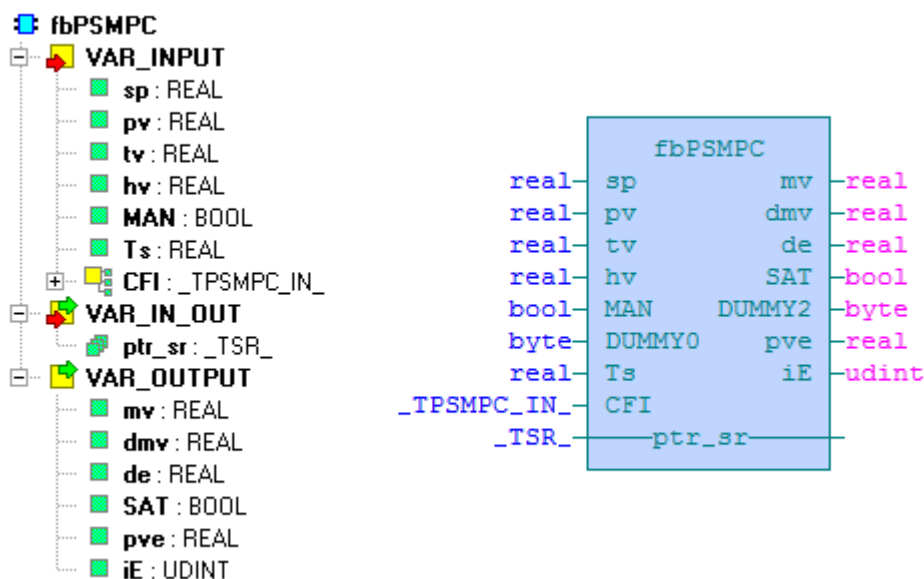 fbPSMPC
VAR_INPUT
sp : REAL
pv : REAL
tv : REAL
hv : REAL
MAN : BOOL
Ts : REAL
CFI : _TPSMPC_IN_
VAR_IN_OUT
ptr_sr : _TSR_
VAR_OUTPUT
mv : REAL
dmv : REAL
de : REAL
SAT : BOOL
pve : REAL
iE : UDINT
fbPSMPC
real sp mv real
real pv dmv real
real tv de real
real hv SAT bool
bool MAN DUMMY2 byte
byte DUMMY0 pve real
real Ts iE udint
_TPSMPC_IN_ CFI
_TSR_ ptr_sr